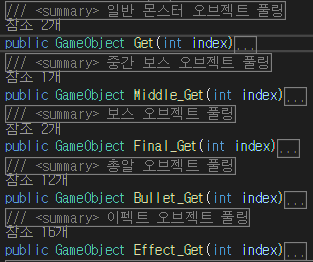 /// <summary> 일반 몬스터 오브젝트 풀링
참조 2개
public GameObject Get(int index)...
/// <summary> 중간 보스 오브젝트 풀링
참조 1개
public GameObject Middle_Get(int index)...
/// <summary> 보스 오브젝트 풀링
참조 2개
public GameObject Final_Get(int index)...
/// <summary> 총알 오브젝트 풀링
참조 12개
public GameObject Bullet_Get(int index)...
/// <summary> 이펙트 오브젝트 풀링
참조 16개
public GameObject Effect_Get(int index)...